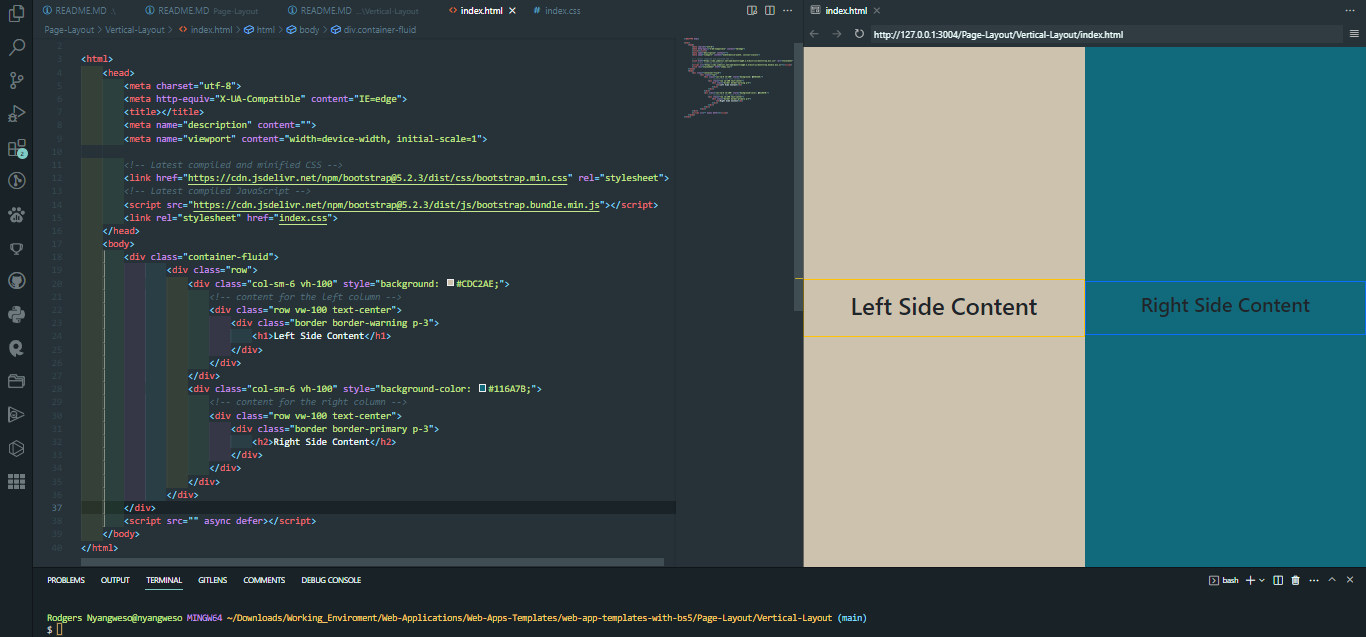 README.MD .\
README.MD Page-Layout
README.MD ...\Vertical-Layout
index.html
index.css
index.html
Page-Layout > Vertical-Layout > index.html > html > body > div.container-fluid
http://127.0.0.1:3004/Page-Layout/Vertical-Layout/index.html
2
3 <html>
4 <head>
5 <meta charset="utf-8">
6 <meta http-equiv="X-UA-Compatible" content="IE=edge">
7 <title></title>
8 <meta name="description" content="">
9 <meta name="viewport" content="width=device-width, initial-scale=1">
10
11 <!-- Latest compiled and minified CSS -->
12 <link href="https://cdn.jsdelivr.net/npm/bootstrap@5.2.3/dist/css/bootstrap.min.css" rel="stylesheet">
13 <!-- Latest compiled JavaScript -->
14 <script src="https://cdn.jsdelivr.net/npm/bootstrap@5.2.3/dist/js/bootstrap.bundle.min.js"></script>
15 <link rel="stylesheet" href="index.css">
16 </head>
17 <body>
18 <div class="container-fluid">
19 <div class="row">
20 <div class="col-sm-6 vh-100" style="background: #CDC2AE;">
21 <!-- content for the Left column -->
22 <div class="row vw-100 text-center">
23 <div class="border border-warning p-3">
24 <h1>Left Side Content</h1>
25 </div>
26 </div>
27 </div>
28 <div class="col-sm-6 vh-100" style="background-color: #116A7B;">
29 <!-- content for the right column -->
30 <div class="row vw-100 text-center">
31 <div class="border border-primary p-3">
32 <h2>Right Side Content</h2>
33 </div>
34 </div>
35 </div>
36 </div>
37 </div>
38 <script src="" async defer></script>
39 </body>
40 </html>
Left Side Content
Right Side Content
2
PROBLEMS OUTPUT TERMINAL GITLENS COMMENTS DEBUG CONSOLE
bash
Rodgers Nyangweso@nyangweso MINGW64 ~/Downloads/Working_Enviroment/Web-Applications/Web-Apps-Templates/web-app-templates-with-bs5/Page-Layout/Vertical-Layout (main)
$